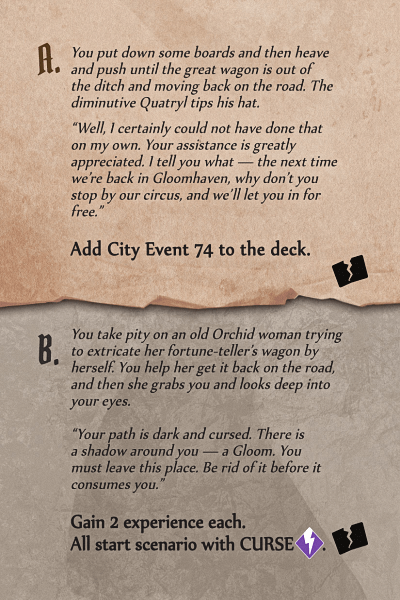 A.
You put down some boards and then heave
and push until the great wagon is out of
the ditch and moving back on the road. The
diminutive Quatryl tips his hat.
“Well, I certainly could not have done that
on my own. Your assistance is greatly
appreciated. I tell you what — the next time
we’re back in Gloomhaven, why don’t you
stop by our circus, and we’ll let you in for
free.”
Add City Event 74 to the deck.
B.
You take pity on an old Orchid woman trying
to extricate her fortune-teller’s wagon by
herself. You help her get it back on the road,
and then she grabs you and looks deep into
your eyes.
“Your path is dark and cursed. There is
a shadow around you — a Gloom. You
must leave this place. Be rid of it before it
consumes you.”
Gain 2 experience each.
All start scenario with CURSE.